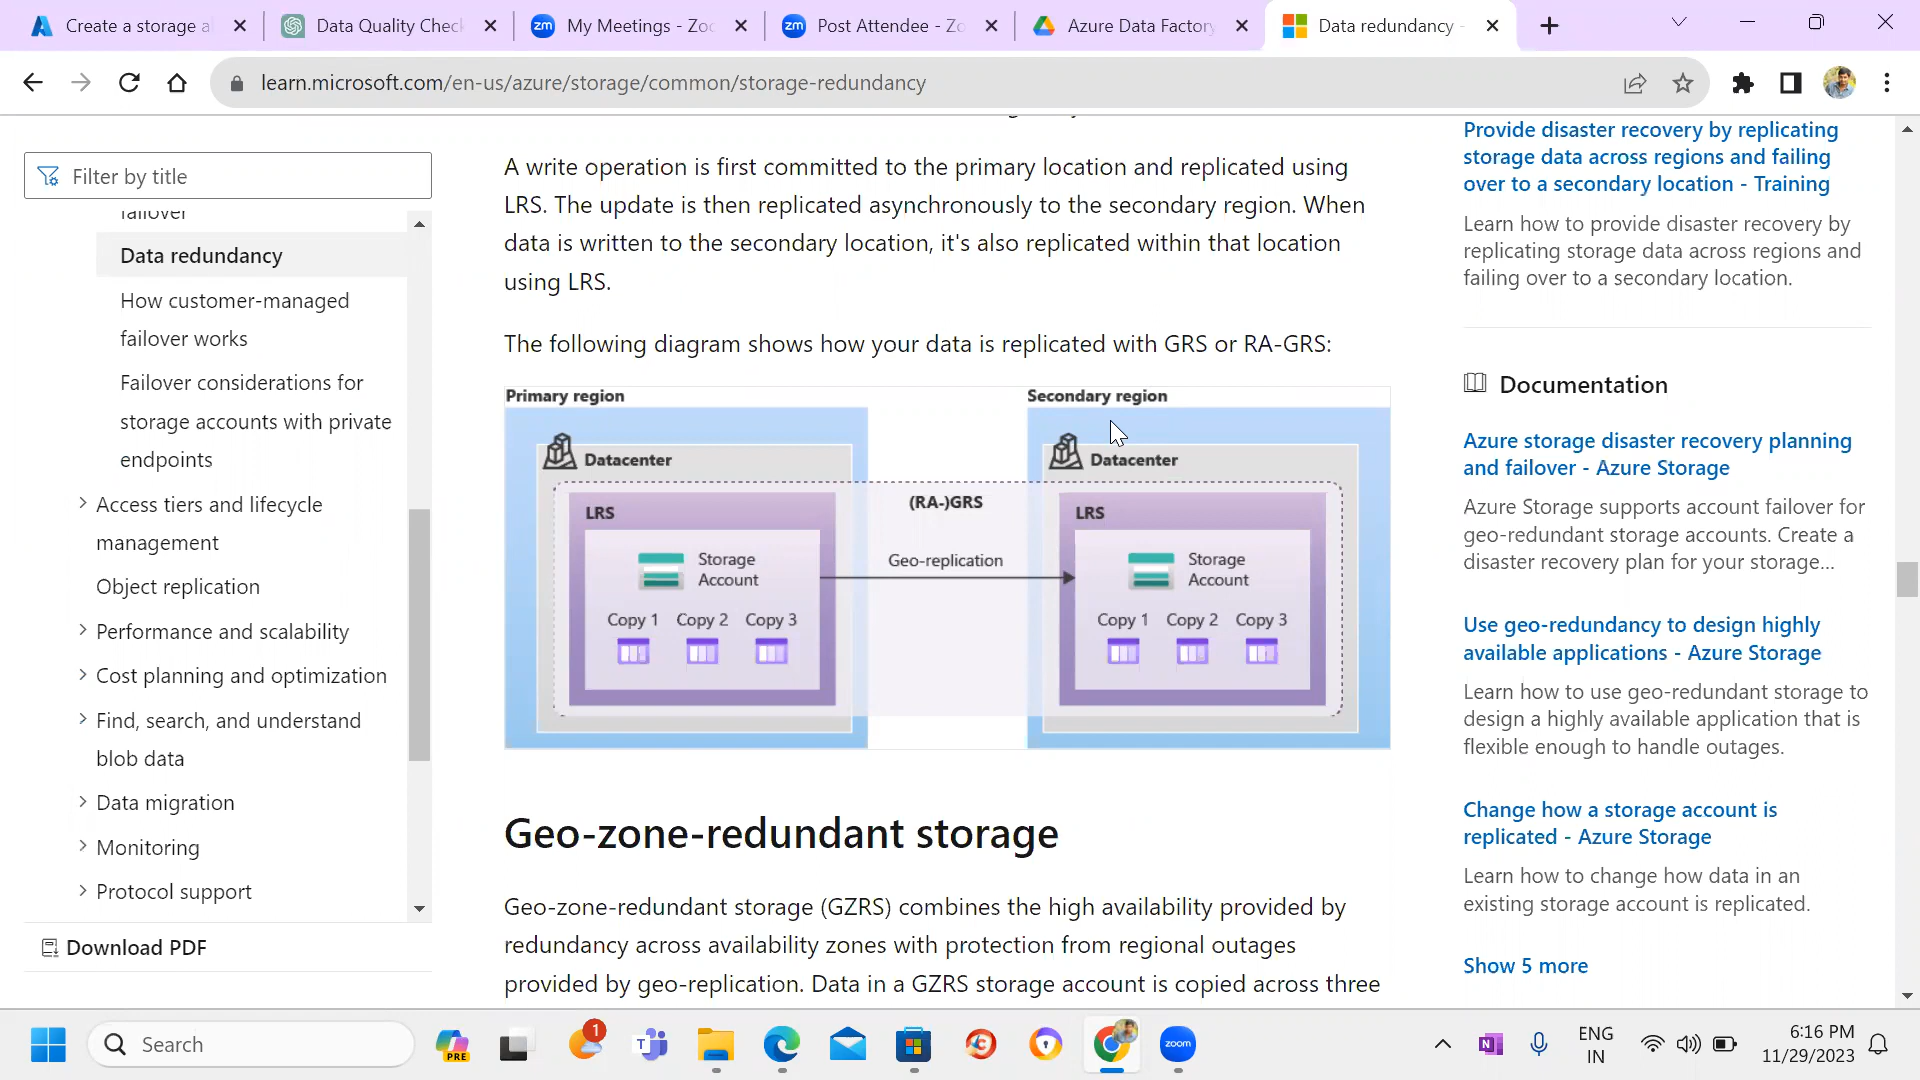 Create a storage a
Data Quality Check
zm My Meetings - Zoo
zm Post Attendee - Zo
Azure Data Factory
Data redundancy -
learn.microsoft.com/en-us/azure/storage/common/storage-redundancy
Filter by title
failover
Data redundancy
How customer-managed
failover works
Failover considerations for
storage accounts with private
endpoints
Access tiers and lifecycle
management
Object replication
Performance and scalability
Cost planning and optimization
Find, search, and understand
blob data
Data migration
Monitoring
Protocol support
Download PDF
A write operation is first committed to the primary location and replicated using
LRS. The update is then replicated asynchronously to the secondary region. When
data is written to the secondary location, it's also replicated within that location
using LRS.
The following diagram shows how your data is replicated with GRS or RA-GRS:
Primary region
Secondary region
Datacenter
Datacenter
(RA-)GRS
LRS
LRS
Storage
Account
Geo-replication
Storage
Account
Copy 1 Copy 2 Copy 3
Copy 1 Copy 2 Copy 3
Geo-zone-redundant storage
Geo-zone-redundant storage (GZRS) combines the high availability provided by
redundancy across availability zones with protection from regional outages
provided by geo-replication. Data in a GZRS storage account is copied across three
Provide disaster recovery by replicating
storage data across regions and failing
over to a secondary location - Training
Learn how to provide disaster recovery by
replicating storage data across regions and
failing over to a secondary location.
Documentation
Azure storage disaster recovery planning
and failover - Azure Storage
Azure Storage supports account failover for
geo-redundant storage accounts. Create a
disaster recovery plan for your storage...
Use geo-redundancy to design highly
available applications - Azure Storage
Learn how to use geo-redundant storage to
design a highly available application that is
flexible enough to handle outages.
Change how a storage account is
replicated - Azure Storage
Learn how to change how data in an
existing storage account is replicated.
Show 5 more
Search
PRE
1
T
zoom
N
ENG
IN
6:16 PM
11/29/2023